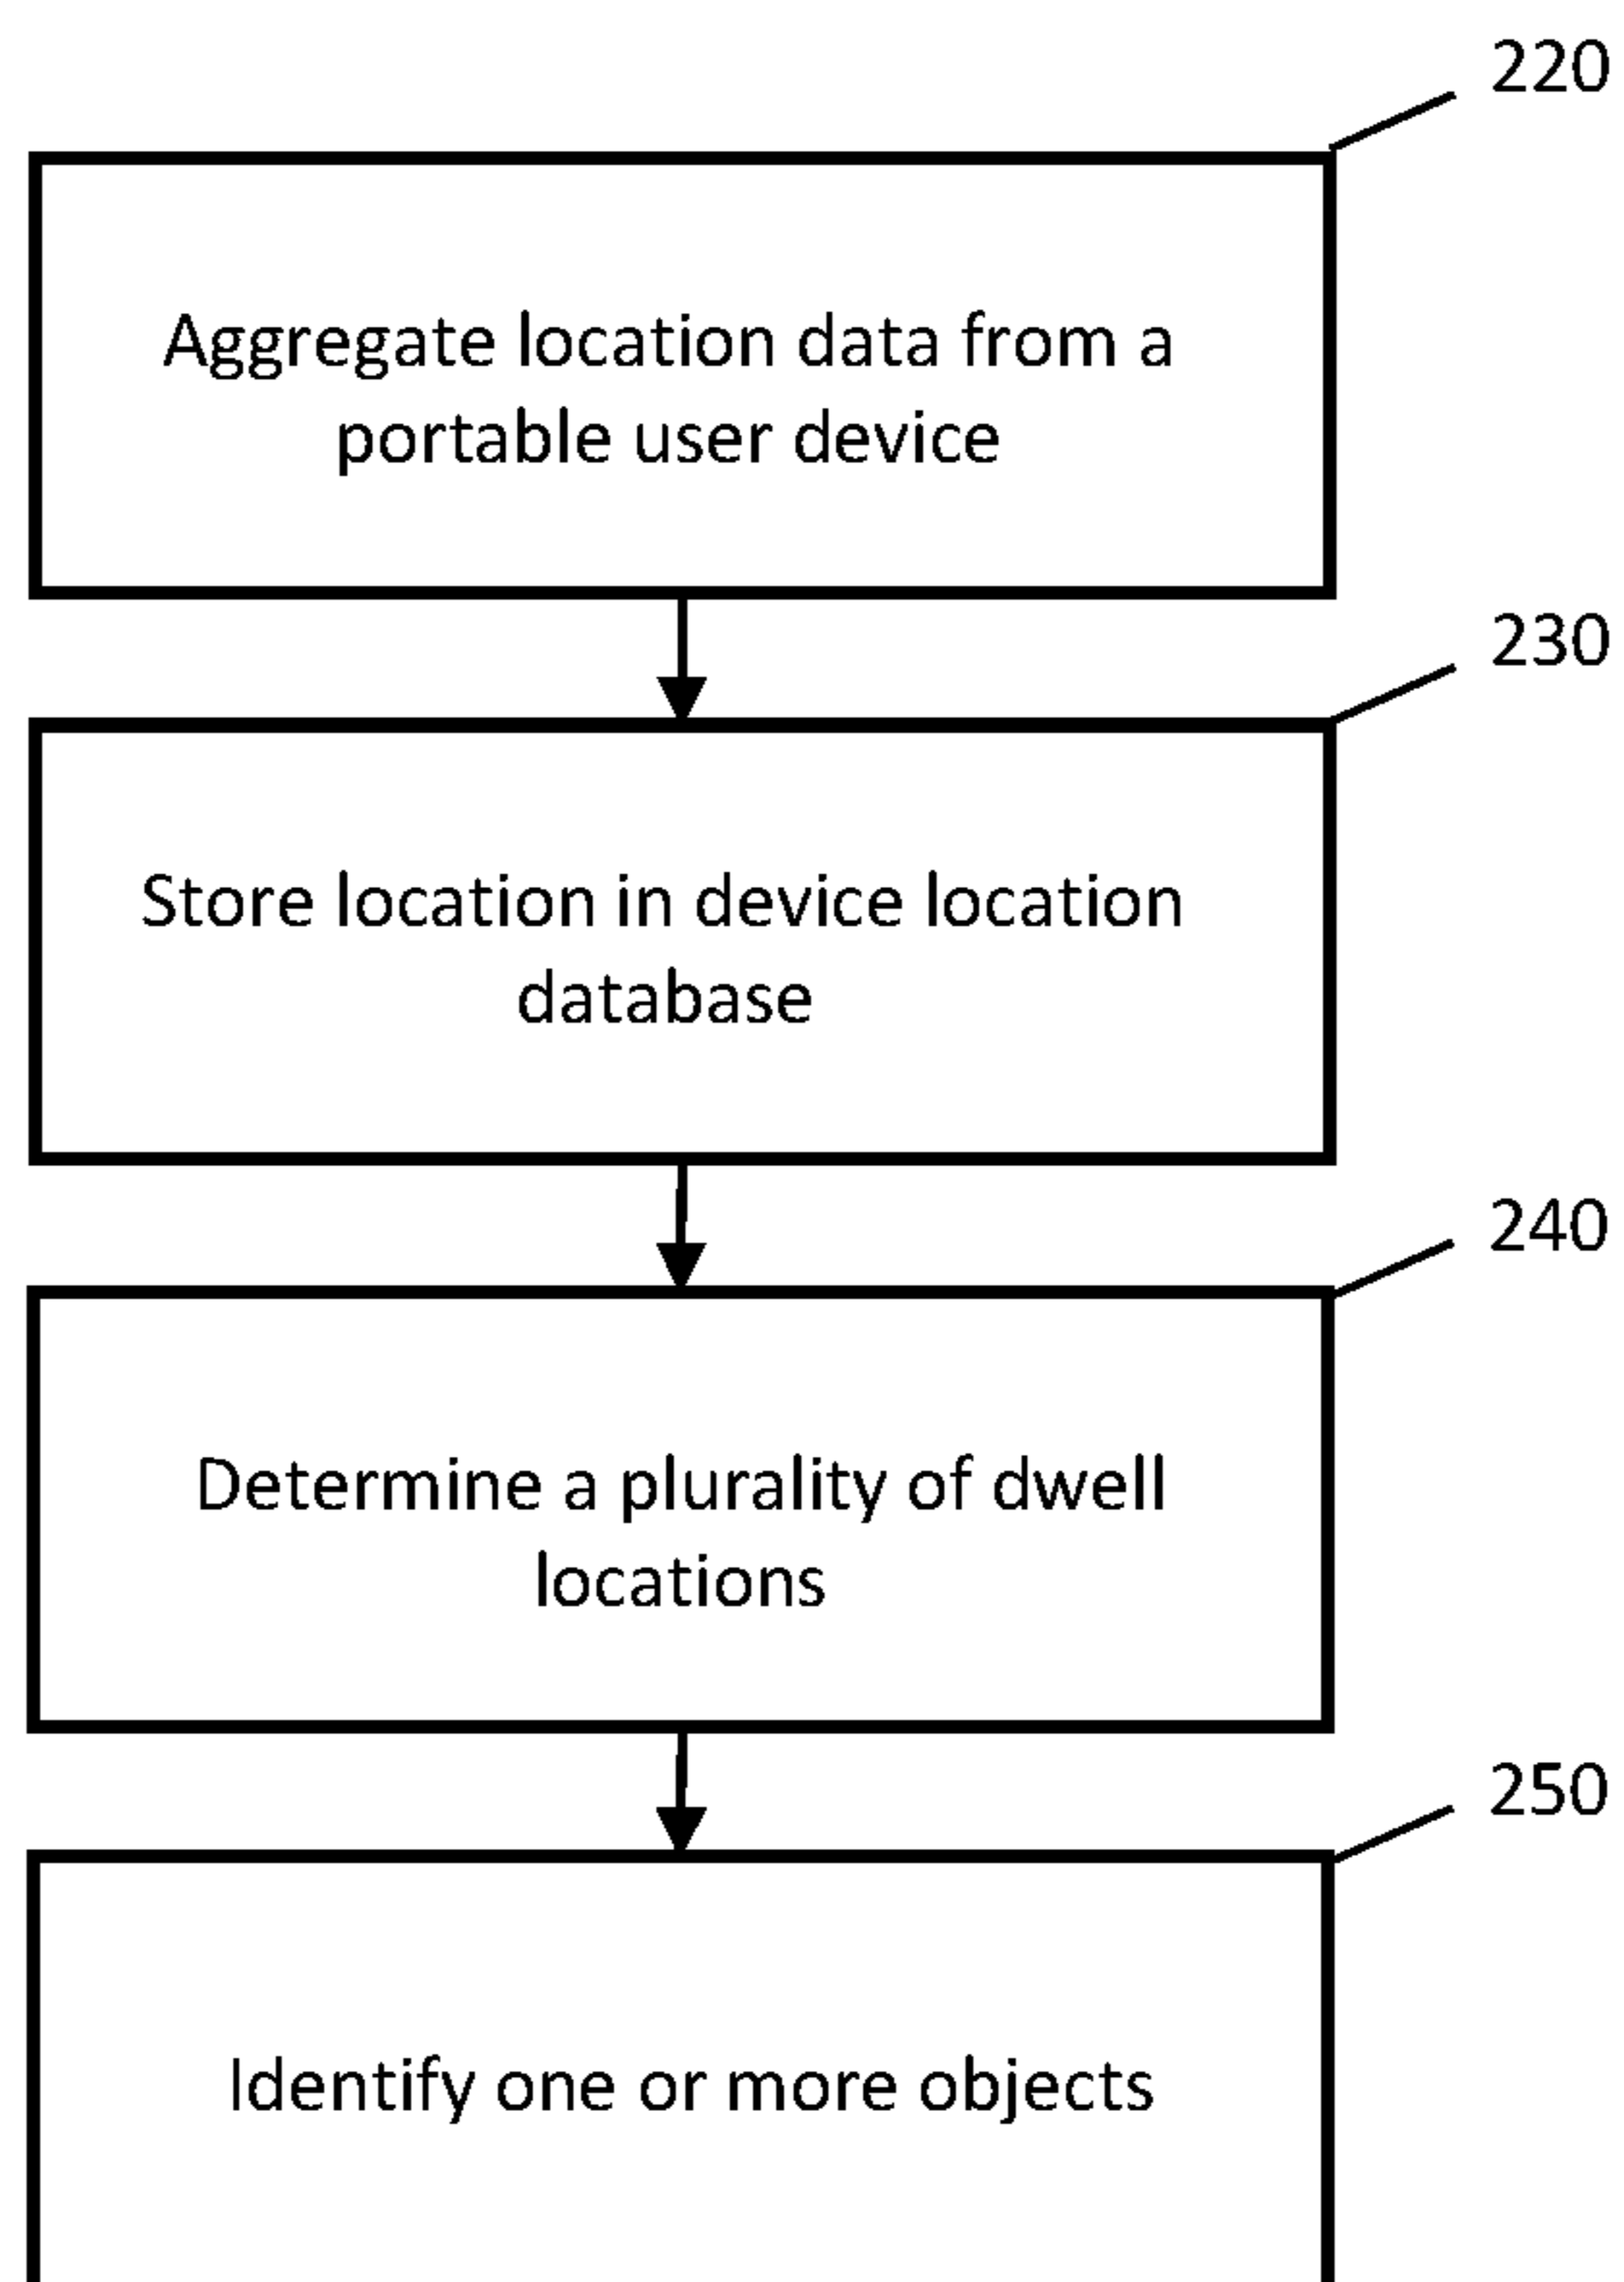 220
Aggregate location data from a
portable user device
230
Store location in device location
database
240
Determine a plurality of dwell
locations
250
Identify one or more objects